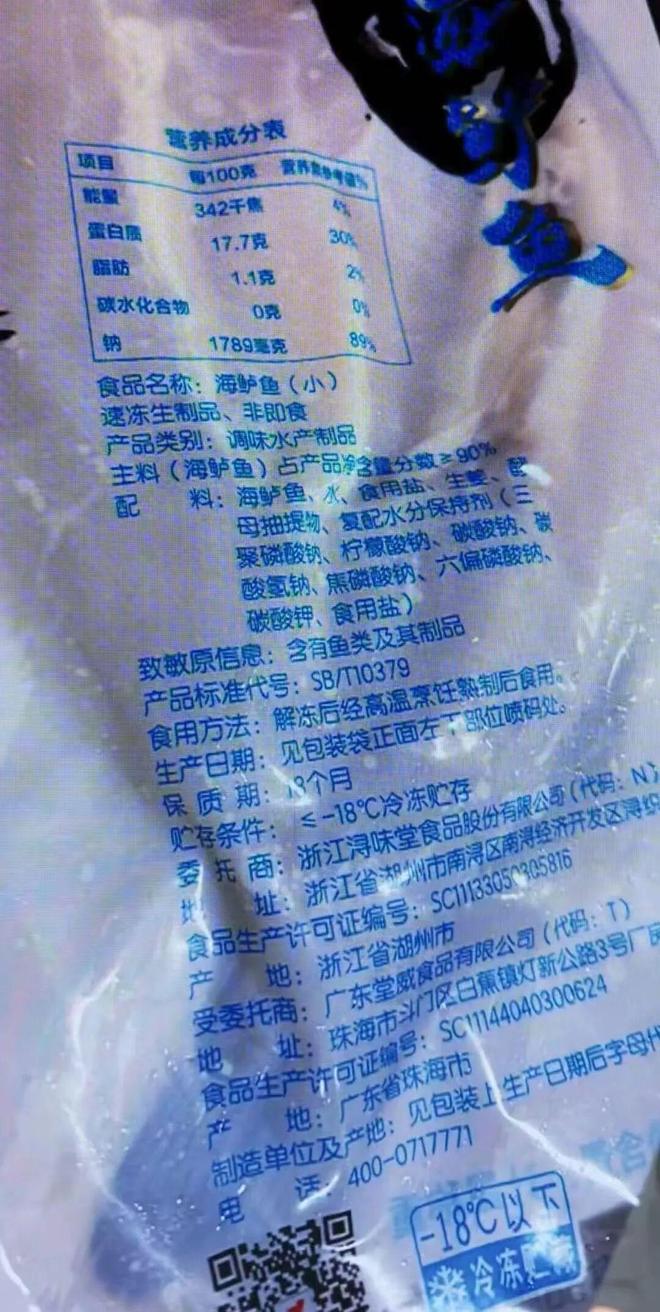 海鲈鱼
营养成分表
项目 每100克 营养素参考值%
能量 342千焦 4%
蛋白质 17.7克 30%
脂肪 1.1克 2%
碳水化合物 0克 0%
钠 1789毫克 89%
食品名称：海鲈鱼（小）
速冻生制品、非即食
产品类别：调味水产制品
主料（海鲈鱼）占产品净含量分数≥90%
配 料：海鲈鱼、水、食用盐、生姜、酵
母抽提物、复配水分保持剂（三
聚磷酸钠、柠檬酸钠、碳酸钠、碳
酸氢钠、焦磷酸钠、六偏磷酸钠、
碳酸钾、食用盐）
致敏原信息：含有鱼类及其制品
产品标准代号：SB/T10379
食用方法：解冻后经高温烹饪熟制后食用。
生产日期：见包装袋正面左下部位喷码处。
保 质 期：18个月
贮存条件：≤-18℃冷冻贮存
委 托 商：浙江浔味堂食品股份有限公司（代码：N）
地 址：浙江省湖州市南浔区南浔经济开发区浔织
食品生产许可证编号：SC11133050305816
产 地：浙江省湖州市
受委托商：广东堂威食品有限公司（代码：T）
地 址：珠海市斗门区白蕉镇灯新公路3号厂房
食品生产许可证编号：SC11144040300624
产 地：广东省珠海市
制造单位及产地：见包装上生产日期后字母代
电 话：400-0717771
-18℃以下
冷冻贮藏